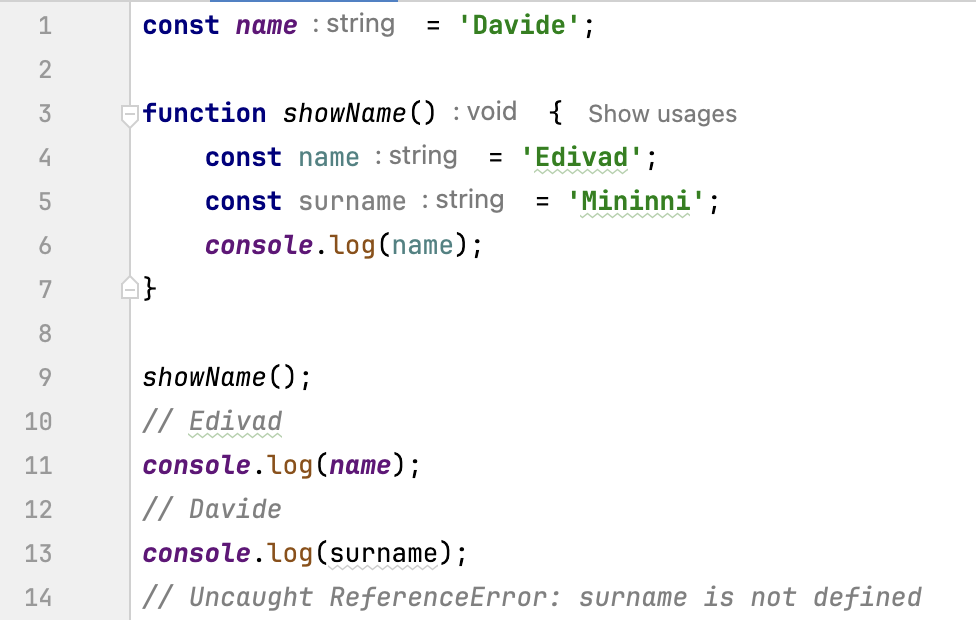 1 const name : string = 'Davide';
2
3 function showName() : void { Show usages
4 const name : string = 'Edivad';
5 const surname : string = 'Mininni';
6 console.log(name);
7 }
8
9 showName();
10 // Edivad
11 console.log(name);
12 // Davide
13 console.log(surname);
14 // Uncaught ReferenceError: surname is not defined